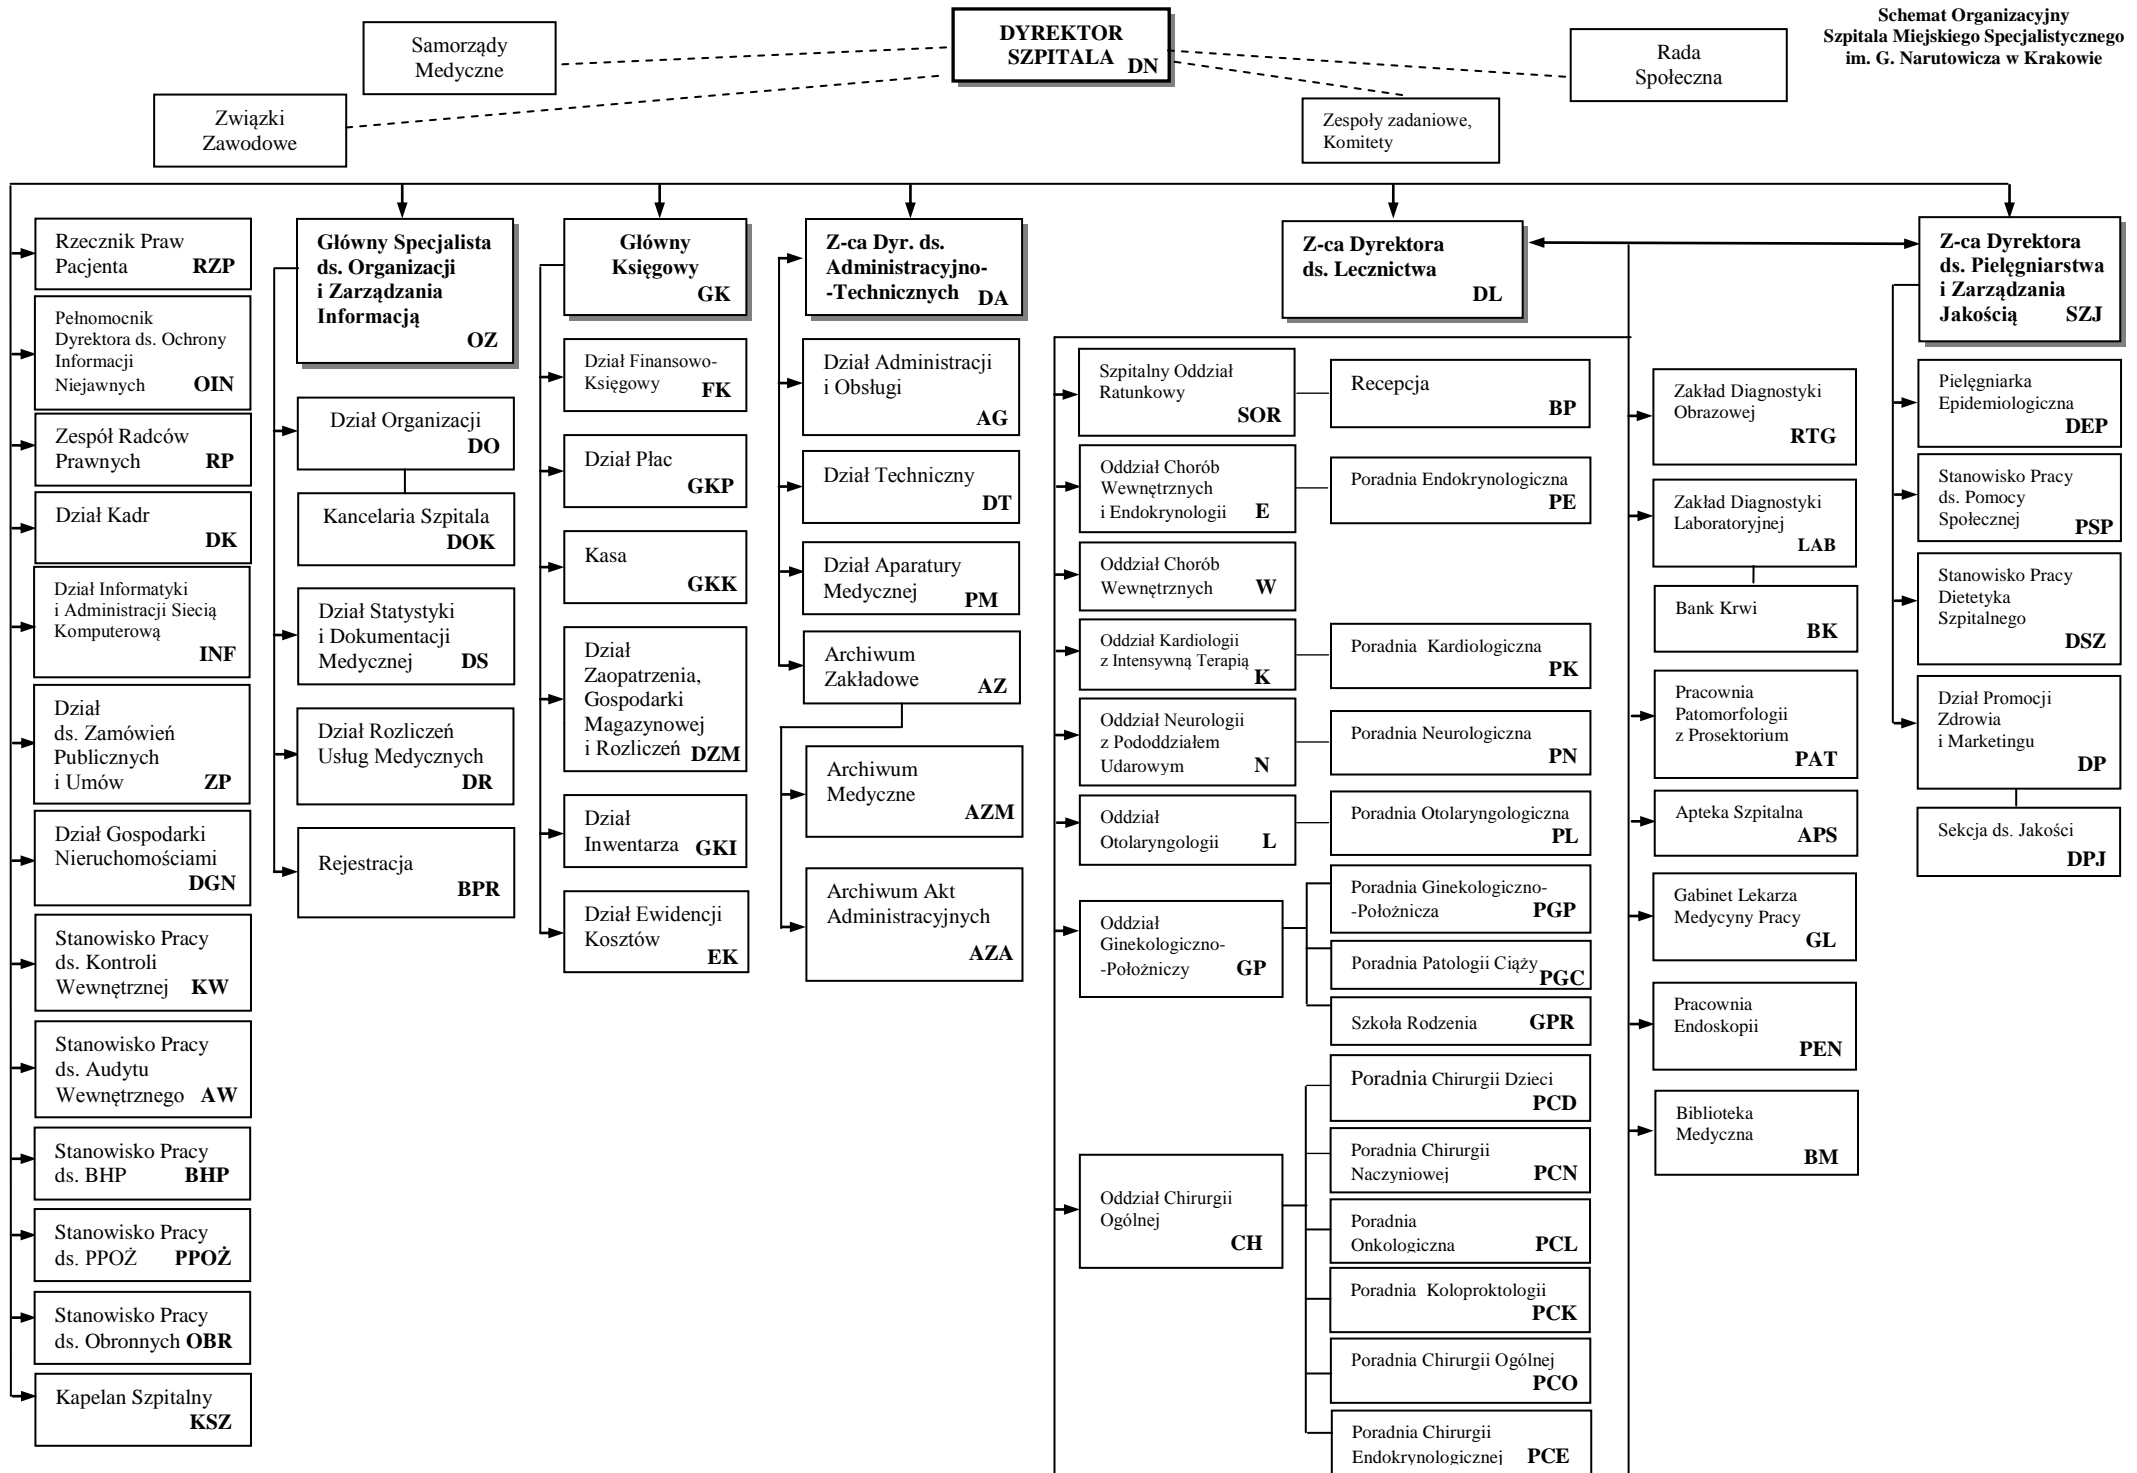 Schemat Organizacyjny
Szpitala Miejskiego Specjalistycznego
im. G. Narutowicza w Krakowie
DYREKTOR
SZPITALA DN
Samorządy
Medyczne
Rada
Społeczna
Związki
Zawodowe
Zespoły zadaniowe,
Komitety
Rzecznik Praw
Pacjenta RZP
Pełnomocnik
Dyrektora ds. Ochrony
Informacji
Niejawnych OIN
Zespół Radców
Prawnych RP
Dział Kadr
DK
Dział Informatyki
i Administracji Siecią
Komputerową
INF
Dział
ds. Zamówień
Publicznych
i Umów ZP
Dział Gospodarki
Nieruchomościami
DGN
Stanowisko Pracy
ds. Kontroli
Wewnętrznej KW
Stanowisko Pracy
ds. Audytu
Wewnętrznego AW
Stanowisko Pracy
ds. BHP BHP
Stanowisko Pracy
ds. PPOŻ PPOŻ
Stanowisko Pracy
ds. Obronnych OBR
Kapelan Szpitalny
KSZ
Główny Specjalista
ds. Organizacji
i Zarządzania
Informacją
OZ
Dział Organizacji
DO
Kancelaria Szpitala
DOK
Dział Statystyki
i Dokumentacji
Medycznej DS
Dział Rozliczeń
Usług Medycznych
DR
Rejestracja
BPR
Główny
Księgowy
GK
Dział Finansowo-
Księgowy FK
Dział Płac
GKP
Kasa
GKK
Dział
Zaopatrzenia,
Gospodarki
Magazynowej
i Rozliczeń DZM
Dział
Inwentarza GKI
Dział Ewidencji
Kosztów
EK
Z-ca Dyr. ds.
Administracyjno-
-Technicznych DA
Dział Administracji
i Obsługi
AG
Dział Techniczny
DT
Dział Aparatury
Medycznej PM
Archiwum
Zakładowe AZ
Archiwum
Medyczne
AZM
Archiwum Akt
Administracyjnych
AZA
Z-ca Dyrektora
ds. Lecznictwa
DL
Szpitalny Oddział
Ratunkowy
SOR
Recepcja
BP
Oddział Chorób
Wewnętrznych
i Endokrynologii E
Poradnia Endokrynologiczna
PE
Oddział Chorób
Wewnętrznych W
Oddział Kardiologii
z Intensywną Terapią
K
Poradnia Kardiologiczna
PK
Oddział Neurologii
z Pododdziałem
Udarowym N
Poradnia Neurologiczna
PN
Oddział
Otolaryngologii L
Poradnia Otolaryngologiczna
PL
Oddział
Ginekologiczno-
-Położniczy GP
Poradnia Ginekologiczno-
-Położnicza PGP
Poradnia Patologii Ciąży
PGC
Szkoła Rodzenia GPR
Oddział Chirurgii
Ogólnej
CH
Poradnia Chirurgii Dzieci
PCD
Poradnia Chirurgii
Naczyniowej PCN
Poradnia
Onkologiczna PCL
Poradnia Koloproktologii
PCK
Poradnia Chirurgii Ogólnej
PCO
Poradnia Chirurgii
Endokrynologicznej PCE
Zakład Diagnostyki
Obrazowej
RTG
Zakład Diagnostyki
Laboratoryjnej
LAB
Bank Krwi
BK
Pracownia
Patomorfologii
z Prosektorium
PAT
Apteka Szpitalna
APS
Gabinet Lekarza
Medycyny Pracy
GL
Pracownia
Endoskopii
PEN
Biblioteka
Medyczna
BM
Z-ca Dyrektora
ds. Pielęgniarstwa
i Zarządzania
Jakością SZJ
Pielęgniarka
Epidemiologiczna
DEP
Stanowisko Pracy
ds. Pomocy
Społecznej PSP
Stanowisko Pracy
Dietetyka
Szpitalnego
DSZ
Dział Promocji
Zdrowia
i Marketingu
DP
Sekcja ds. Jakości
DPJ